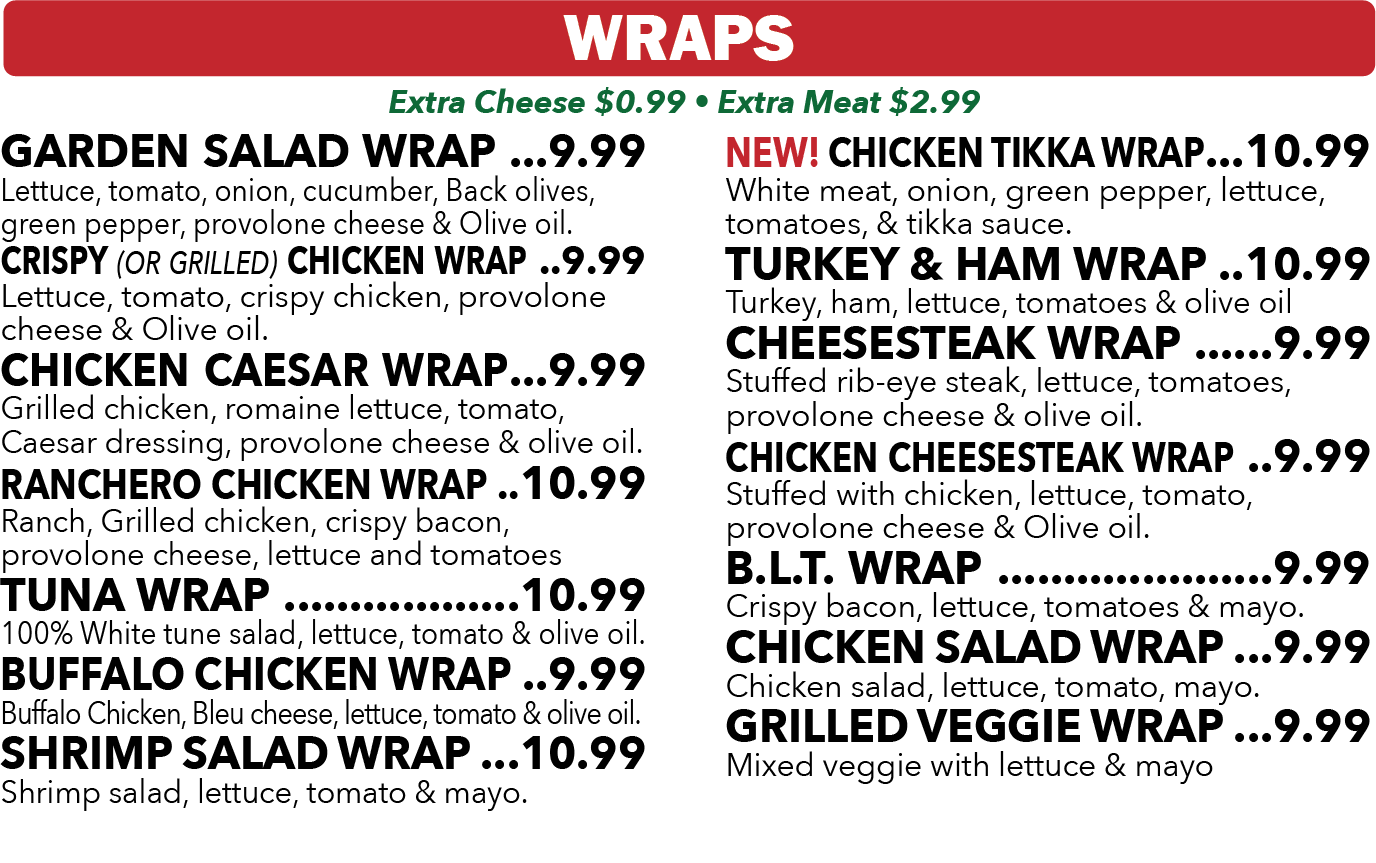 WRAPS
Extra Cheese $0.99 • Extra Meat $2.99
GARDEN SALAD WRAP ...9.99
Lettuce, tomato, onion, cucumber, Back olives,
green pepper, provolone cheese & Olive oil.
CRISPY (OR GRILLED) CHICKEN WRAP ..9.99
Lettuce, tomato, crispy chicken, provolone
cheese & Olive oil.
CHICKEN CAESAR WRAP...9.99
Grilled chicken, romaine lettuce, tomato,
Caesar dressing, provolone cheese & olive oil.
RANCHERO CHICKEN WRAP ..10.99
Ranch, Grilled chicken, crispy bacon,
provolone cheese, lettuce and tomatoes
TUNA WRAP ..................10.99
100% White tune salad, lettuce, tomato & olive oil.
BUFFALO CHICKEN WRAP ..9.99
Buffalo Chicken, Bleu cheese, lettuce, tomato & olive oil.
SHRIMP SALAD WRAP ...10.99
Shrimp salad, lettuce, tomato & mayo.
NEW! CHICKEN TIKKA WRAP...10.99
White meat, onion, green pepper, lettuce,
tomatoes, & tikka sauce.
TURKEY & HAM WRAP ..10.99
Turkey, ham, lettuce, tomatoes & olive oil
CHEESESTEAK WRAP ......9.99
Stuffed rib-eye steak, lettuce, tomatoes,
provolone cheese & olive oil.
CHICKEN CHEESESTEAK WRAP ..9.99
Stuffed with chicken, lettuce, tomato,
provolone cheese & Olive oil.
B.L.T. WRAP .....................9.99
Crispy bacon, lettuce, tomatoes & mayo.
CHICKEN SALAD WRAP ...9.99
Chicken salad, lettuce, tomato, mayo.
GRILLED VEGGIE WRAP ...9.99
Mixed veggie with lettuce & mayo